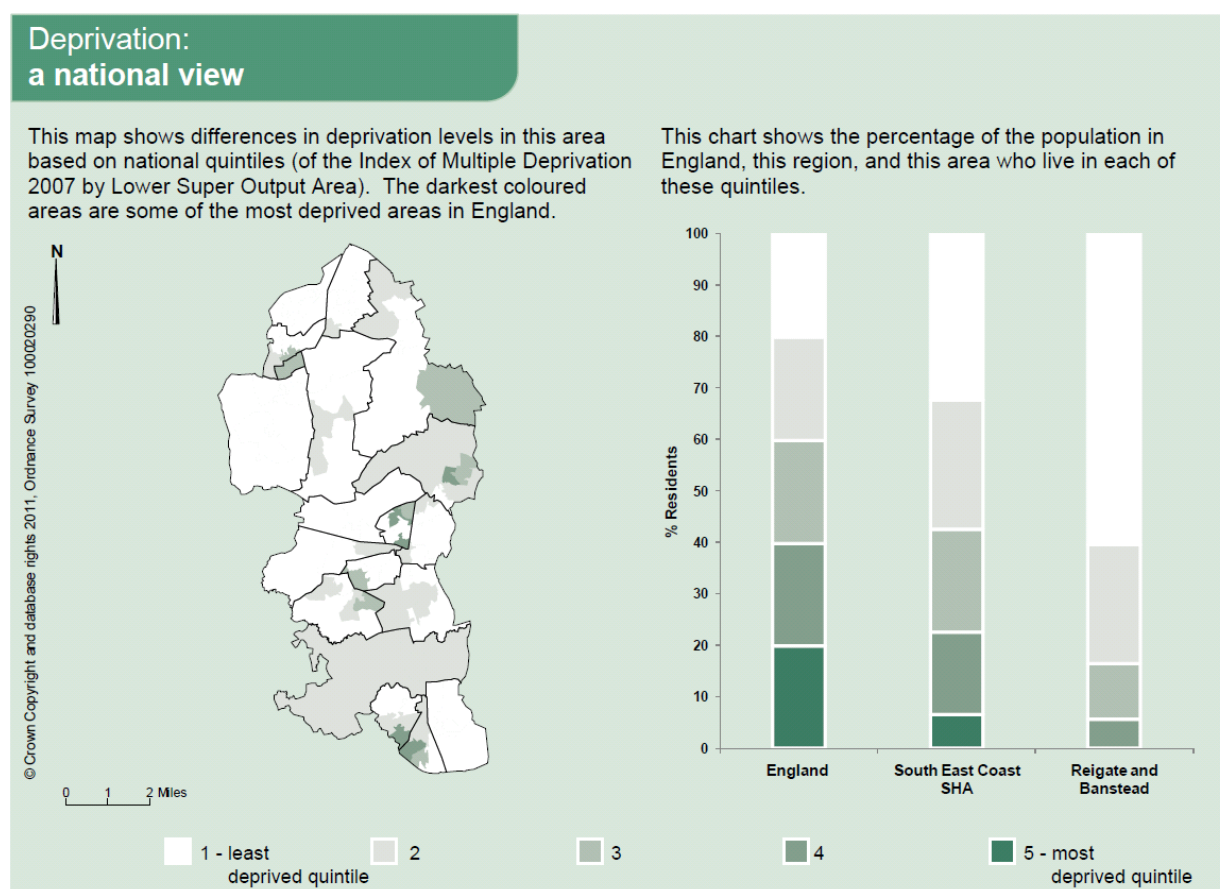 Deprivation:
a national view
This map shows differences in deprivation levels in this area
based on national quintiles (of the Index of Multiple Deprivation
2007 by Lower Super Output Area).  The darkest coloured
areas are some of the most deprived areas in England.
N
© Crown Copyright and database rights 2011, Ordnance Survey 100020290
0 1 2 Miles
This chart shows the percentage of the population in
England, this region, and this area who live in each of
these quintiles.
% Residents
100
90
80
70
60
50
40
30
20
10
0
England
South East Coast
SHA
Reigate and
Banstead
1 - least
deprived quintile
2
3
4
5 - most
deprived quintile